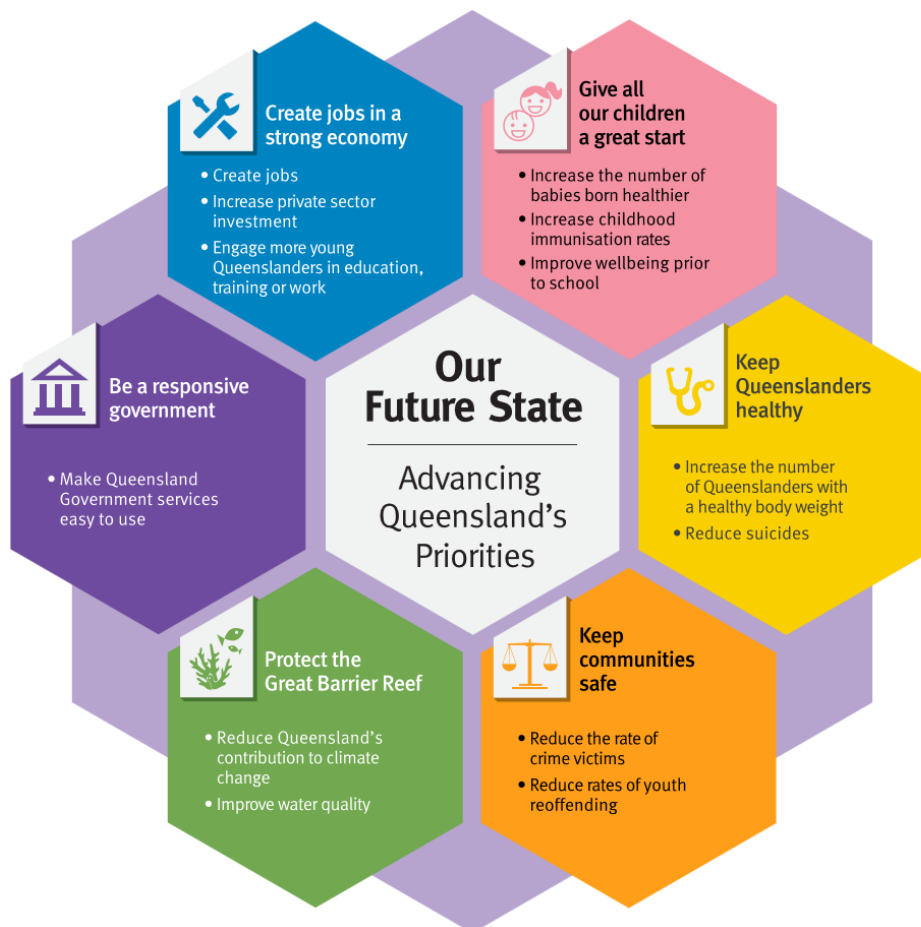 Create jobs in a
strong economy
• Create jobs
• Increase private sector
investment
• Engage more young
Queenslanders in education,
training or work
Give all
our children
a great start
• Increase the number of
babies born healthier
• Increase childhood
immunisation rates
• Improve wellbeing prior
to school
Be a responsive
government
• Make Queensland
Government services
easy to use
Our
Future State
Advancing
Queensland’s
Priorities
Keep
Queenslanders
healthy
• Increase the number
of Queenslanders with
a healthy body weight
• Reduce suicides
Protect the
Great Barrier Reef
• Reduce Queensland’s
contribution to climate
change
• Improve water quality
Keep
communities
safe
• Reduce the rate of
crime victims
• Reduce rates of youth
reoffending